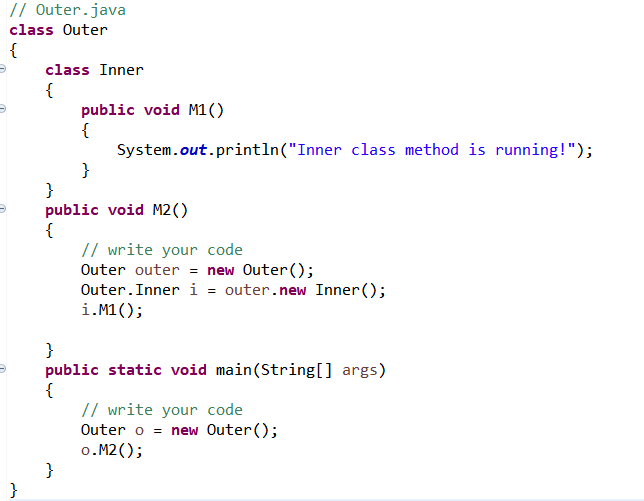 // Outer.java
class Outer
{
    class Inner
    {
        public void M1()
        {
            System.out.println("Inner class method is running!");
        }
    }
    public void M2()
    {
        // write your code
        Outer outer = new Outer();
        Outer.Inner i = outer.new Inner();
        i.M1();

    }
    public static void main(String[] args)
    {
        // write your code
        Outer o = new Outer();
        o.M2();
    }
}